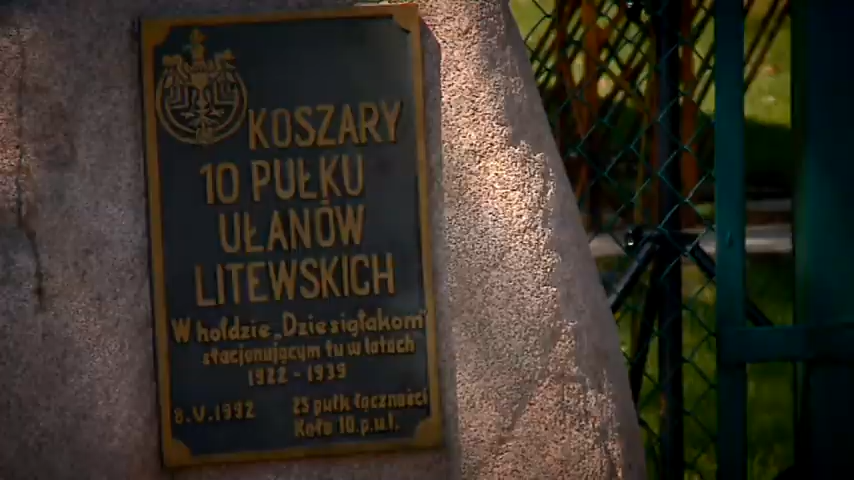 KOSZARY
10 PUŁKU
UŁANÓW
LITEWSKICH
W hołdzie „Dziesiątakom"
stacjonującym tu w latach
1922 - 1939
8.V.1992 25 pułk łączności
Koło 10.p.uł.